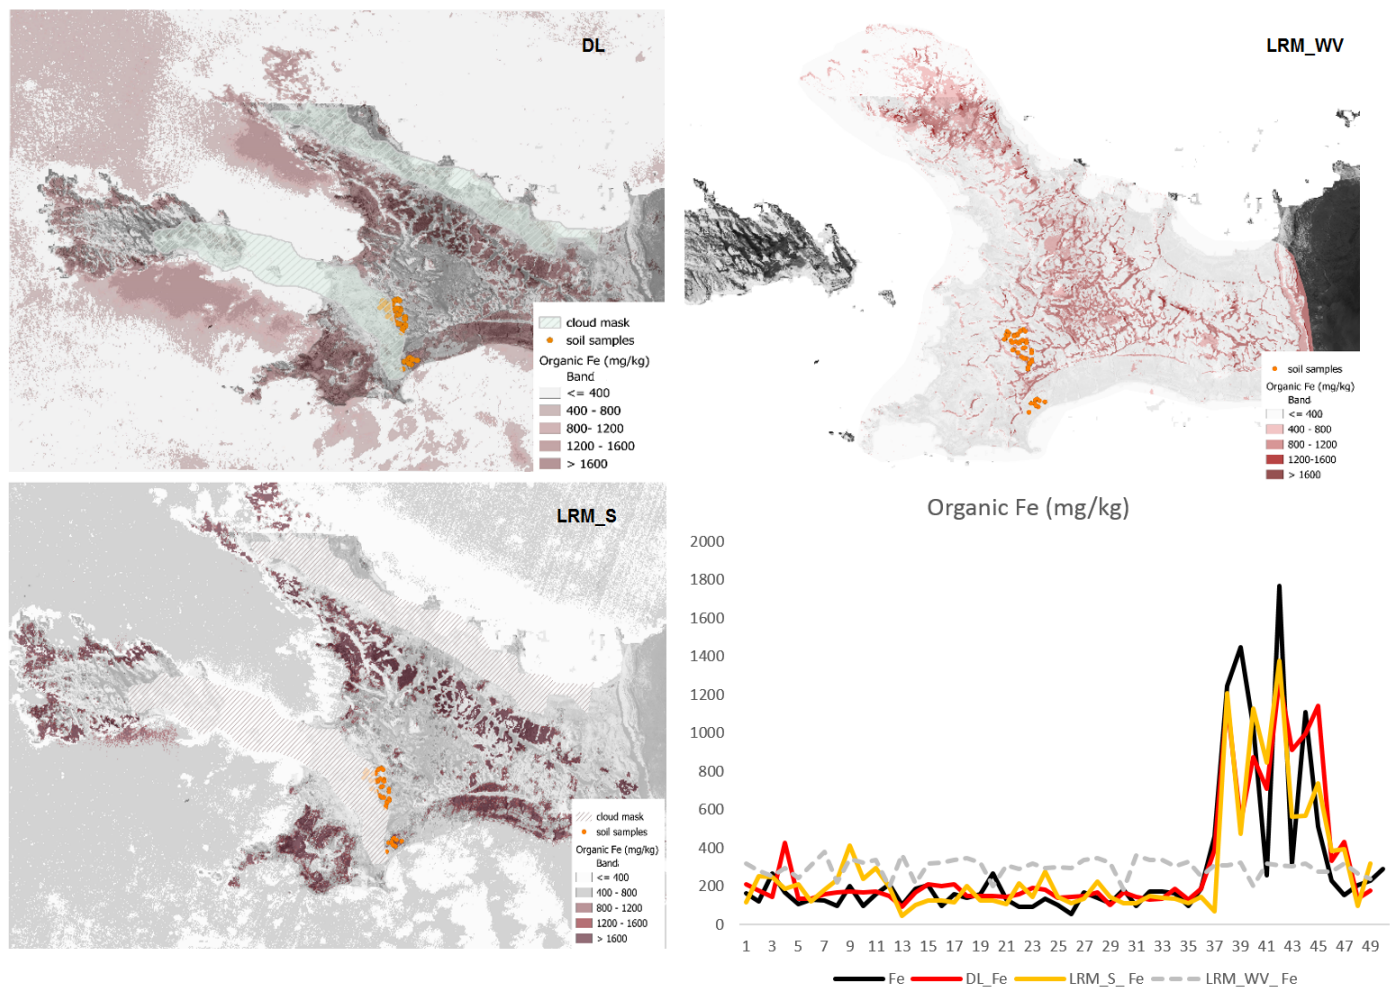 DL
cloud mask
soil samples
Organic Fe (mg/kg)
Band
<= 400
400 - 800
800- 1200
1200 - 1600
> 1600
LRM_WV
soil samples
Organic Fe (mg/kg)
Band
<= 400
400 - 800
800 - 1200
1200-1600
> 1600
LRM_S
cloud mask
soil samples
Organic Fe (mg/kg)
Band
<= 400
400 - 800
800 - 1200
1200 - 1600
> 1600
Organic Fe (mg/kg)
2000
1800
1600
1400
1200
1000
800
600
400
200
0
1 3 5 7 9 11 13 15 17 19 21 23 25 27 29 31 33 35 37 39 41 43 45 47 49
Fe DL_Fe LRM_S_ Fe LRM_WV_ Fe